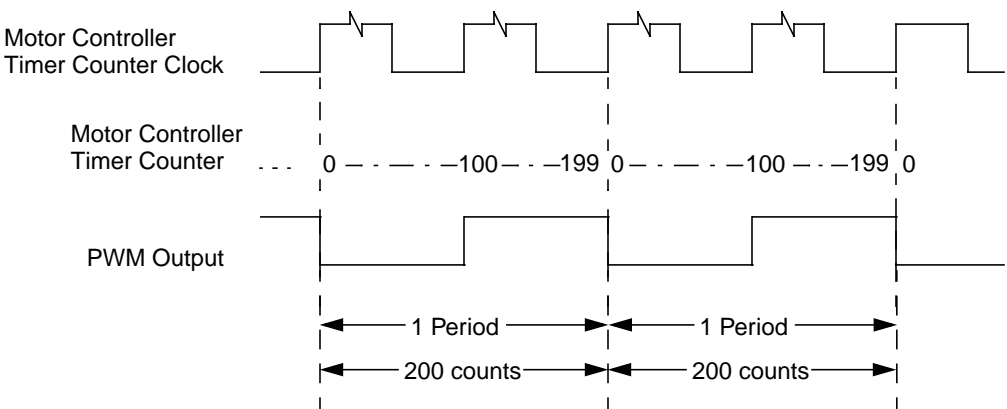 Motor Controller
Timer Counter Clock
Motor Controller
Timer Counter
0 100 199 0 100 199 0
PWM Output
1 Period 1 Period
200 counts 200 counts